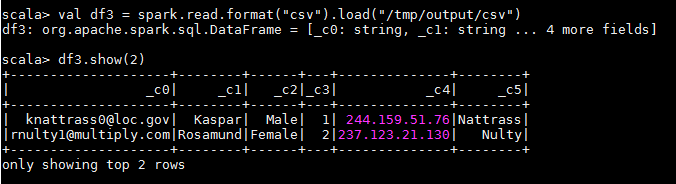 scala> val df3 = spark.read.format("csv").load("/tmp/output/csv")
df3: org.apache.spark.sql.DataFrame = [_c0: string, _c1: string ... 4 more fields]
scala> df3.show(2)
+--------------------+--------+------+---+--------------+--------+
|                 _c0|     _c1|   _c2|_c3|           _c4|     _c5|
+--------------------+--------+------+---+--------------+--------+
|   knattrass0@loc.gov|  Kaspar|  Male|  1| 244.159.51.76|Nattrass|
|rnulty1@multiply.com|Rosamund|Female|  2|237.123.21.130|   Nulty|
+--------------------+--------+------+---+--------------+--------+
only showing top 2 rows